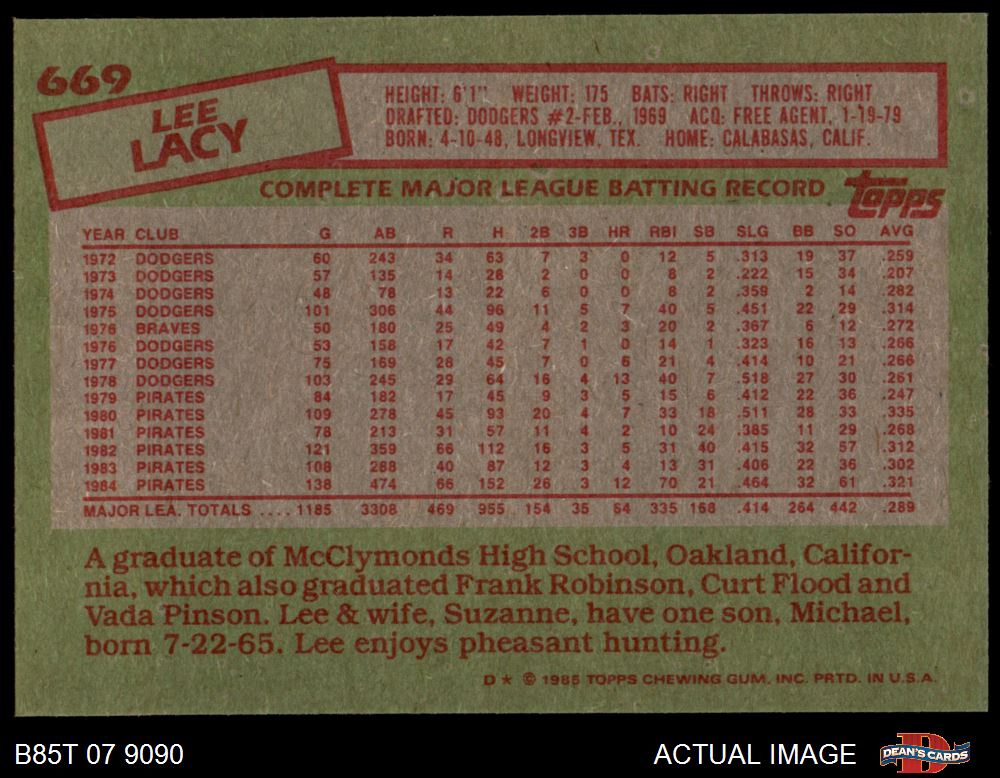 669
LEE
LACY
HEIGHT: 6'1" WEIGHT: 175 BATS: RIGHT THROWS: RIGHT
DRAFTED: DODGERS #2-FEB., 1969 ACQ: FREE AGENT, 1-19-79
BORN: 4-10-48, LONGVIEW, TEX. HOME: CALABASAS, CALIF.
COMPLETE MAJOR LEAGUE BATTING RECORD topps
YEAR CLUB G AB R H 2B 3B HR RBI SB SLG BB SO AVG
1972 DODGERS 60 243 34 63 7 3 0 12 5 .313 19 37 .259
1973 DODGERS 57 135 14 28 2 0 0 8 2 .222 15 34 .207
1974 DODGERS 48 78 13 22 6 0 0 8 2 .359 2 14 .282
1975 DODGERS 101 306 44 96 11 5 7 40 5 .451 22 29 .314
1976 BRAVES 50 180 25 49 4 2 3 20 2 .367 6 12 .272
1976 DODGERS 53 158 17 42 7 1 0 14 1 .323 16 13 .266
1977 DODGERS 75 169 28 45 7 0 6 21 4 .414 10 21 .266
1978 DODGERS 103 245 29 64 16 4 13 40 7 .518 27 30 .261
1979 PIRATES 84 182 17 45 9 3 5 15 6 .412 22 36 .247
1980 PIRATES 109 278 45 93 20 4 7 33 18 .511 28 33 .335
1981 PIRATES 78 213 31 57 11 4 2 10 24 .385 11 29 .268
1982 PIRATES 121 359 66 112 16 3 5 31 40 .415 32 57 .312
1983 PIRATES 108 288 40 87 12 3 4 13 31 .406 22 36 .302
1984 PIRATES 138 474 66 152 26 3 12 70 21 .464 32 61 .321
MAJOR LEA. TOTALS .... 1185 3308 469 955 154 35 64 335 168 .414 264 442 .289
A graduate of McClymonds High School, Oakland, Califor-
nia, which also graduated Frank Robinson, Curt Flood and
Vada Pinson. Lee & wife, Suzanne, have one son, Michael,
born 7-22-65. Lee enjoys pheasant hunting.
D★ © 1985 TOPPS CHEWING GUM, INC. PRTD. IN U.S.A.
B85T 07 9090 ACTUAL IMAGE DEAN'S CARDS